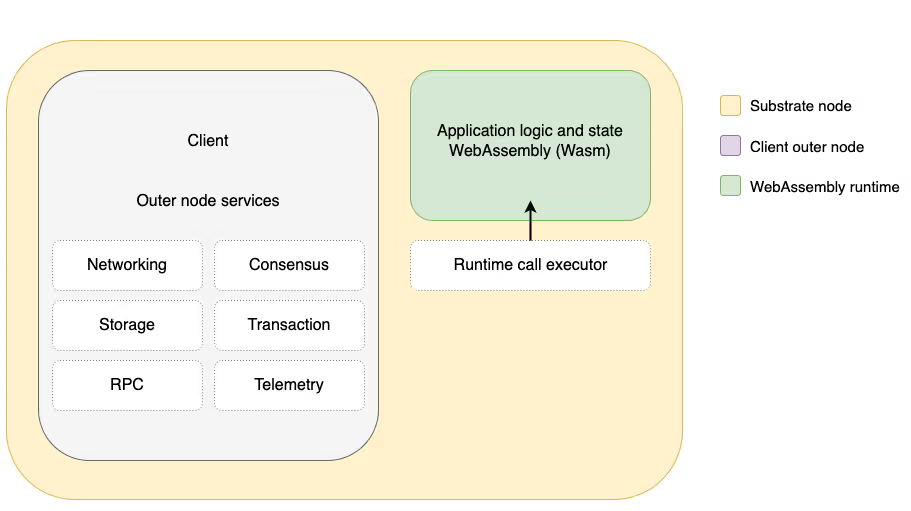 Client
Outer node services
Networking
Consensus
Storage
Transaction
RPC
Telemetry
Application logic and state
WebAssembly (Wasm)
Runtime call executor
Substrate node
Client outer node
WebAssembly runtime